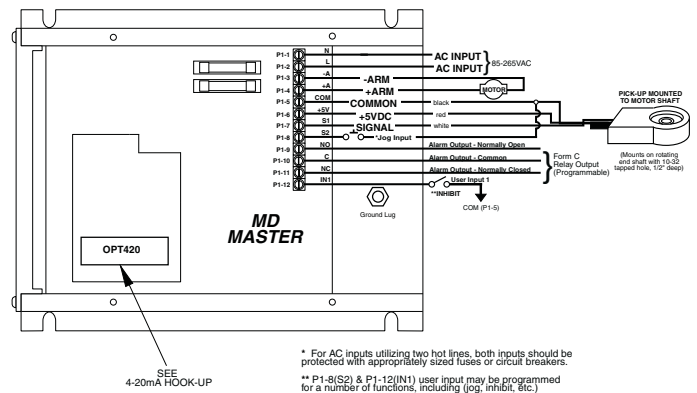 P1-1 N AC INPUT
P1-2 L AC INPUT
85-265VAC
P1-3 -A -ARM
P1-4 +A +ARM
MOTOR
P1-5 COM COMMON black
P1-6 +5V +5VDC red
P1-7 S1 SIGNAL white
P1-8 S2 *Jog Input
P1-9 NO Alarm Output - Normally Open
P1-10 C Alarm Output - Common
P1-11 NC Alarm Output - Normally Closed
P1-12 IN1 User Input 1
**INHIBIT
COM (P1-5)
Form C
Relay Output
(Programmable)
PICK-UP MOUNTED
TO MOTOR SHAFT
(Mounts on rotating
end shaft with 10-32
tapped hole, 1/2" deep)
Ground Lug
MD
MASTER
OPT420
SEE
4-20mA HOOK-UP
* For AC inputs utilizing two hot lines, both inputs should be
protected with appropriately sized fuses or circuit breakers.
** P1-8(S2) & P1-12(IN1) user input may be programmed
for a number of functions, including (jog, inhibit, etc.)